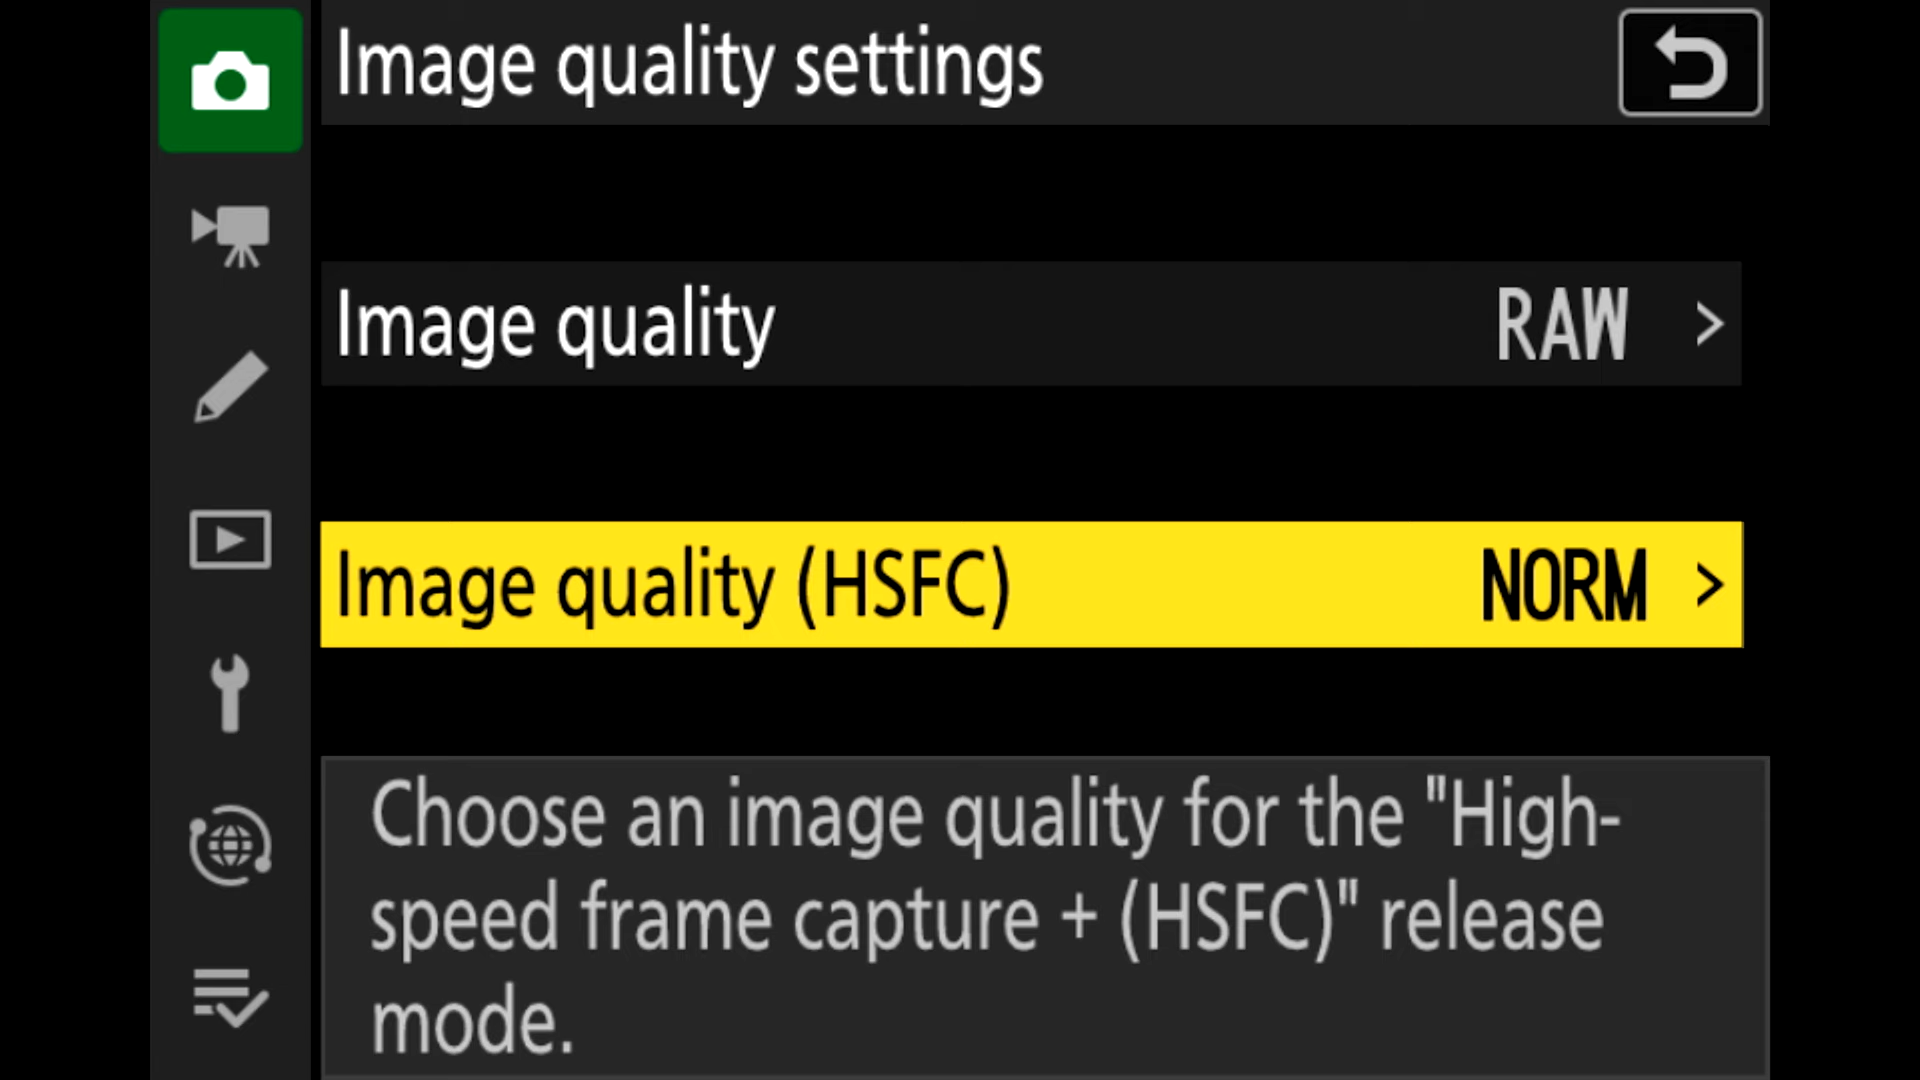 Image quality settings
Image quality RAW >
Image quality (HSFC) NORM >
Choose an image quality for the "High-
speed frame capture + (HSFC)" release
mode.